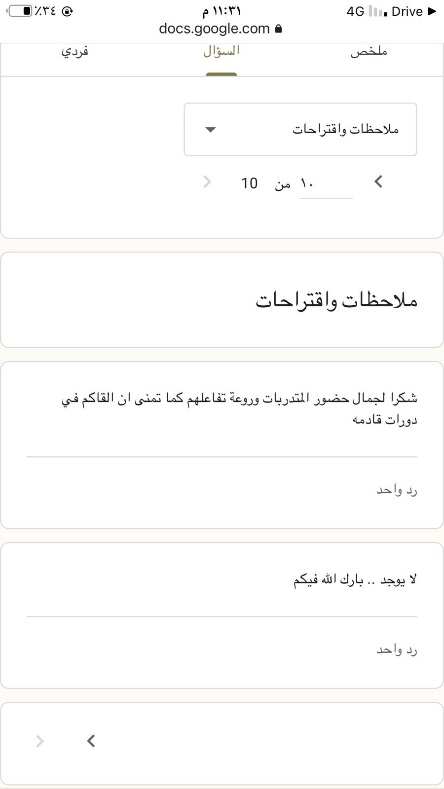 ٪٣٤ ١١:٣١ م 4G Drive
docs.google.com
ملخص السؤال فردي
ملاحظات واقتراحات
١٠ من 10
ملاحظات واقتراحات
شكرا لجمال حضور المتدربات وروعة تفاعلهم كما تمنى ان القاكم في
دورات قادمه
رد واحد
لا يوجد .. بارك الله فيكم
رد واحد